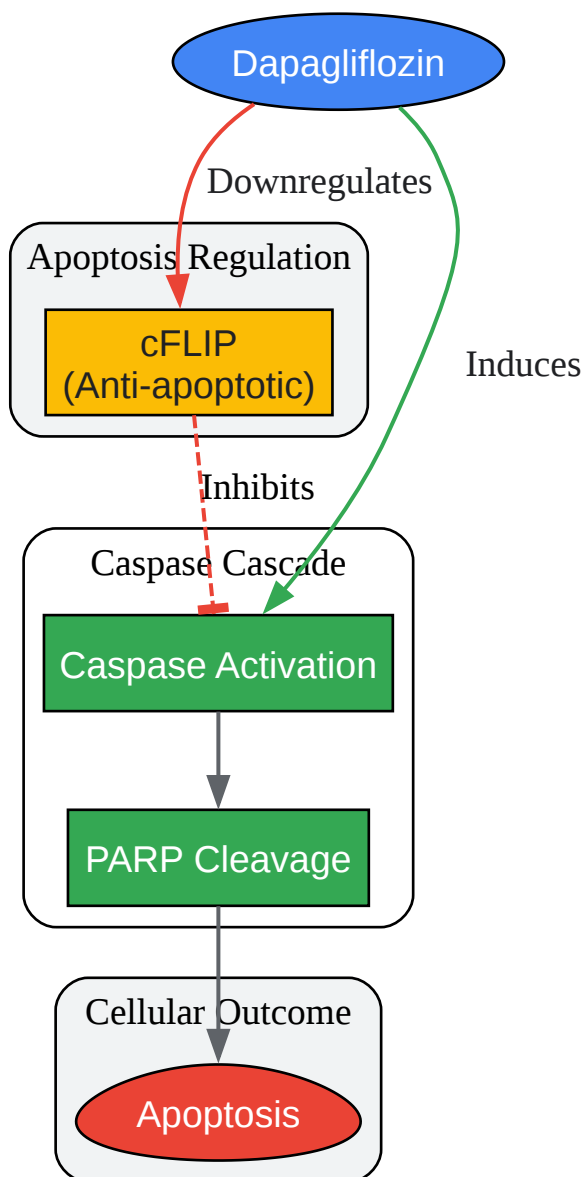 Dapagliflozin
Downregulates
Apoptosis Regulation
cFLIP
(Anti-apoptotic)
Induces
Inhibits
Caspase Cascade
Caspase Activation
PARP Cleavage
Cellular Outcome
Apoptosis